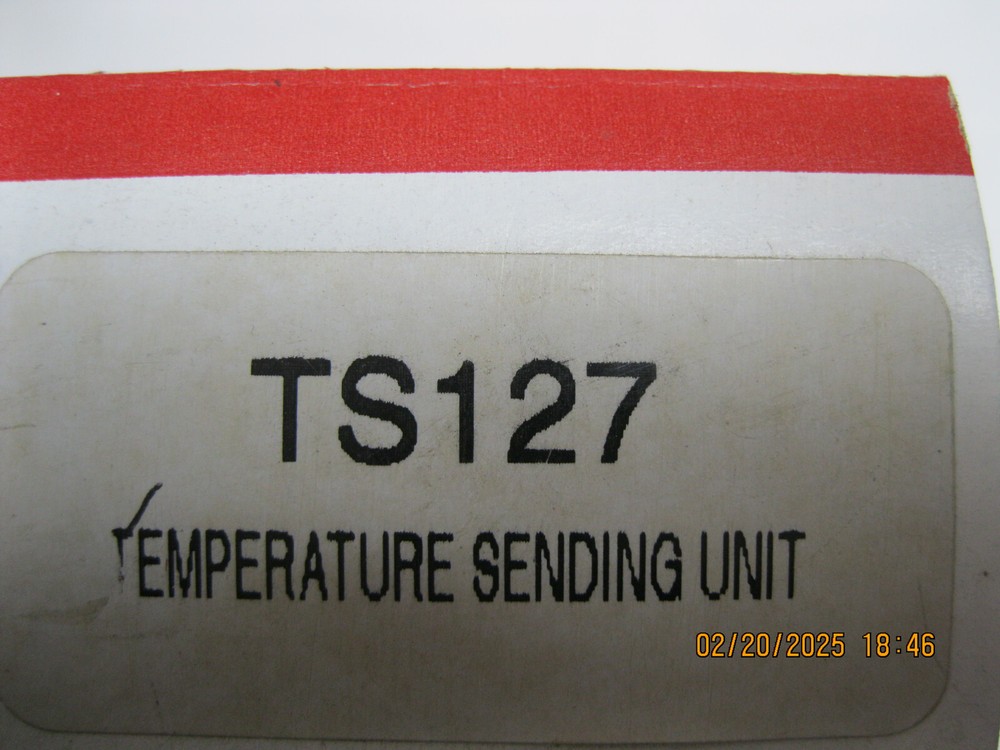 TS127
TEMPERATURE SENDING UNIT
02/20/2025 18:46